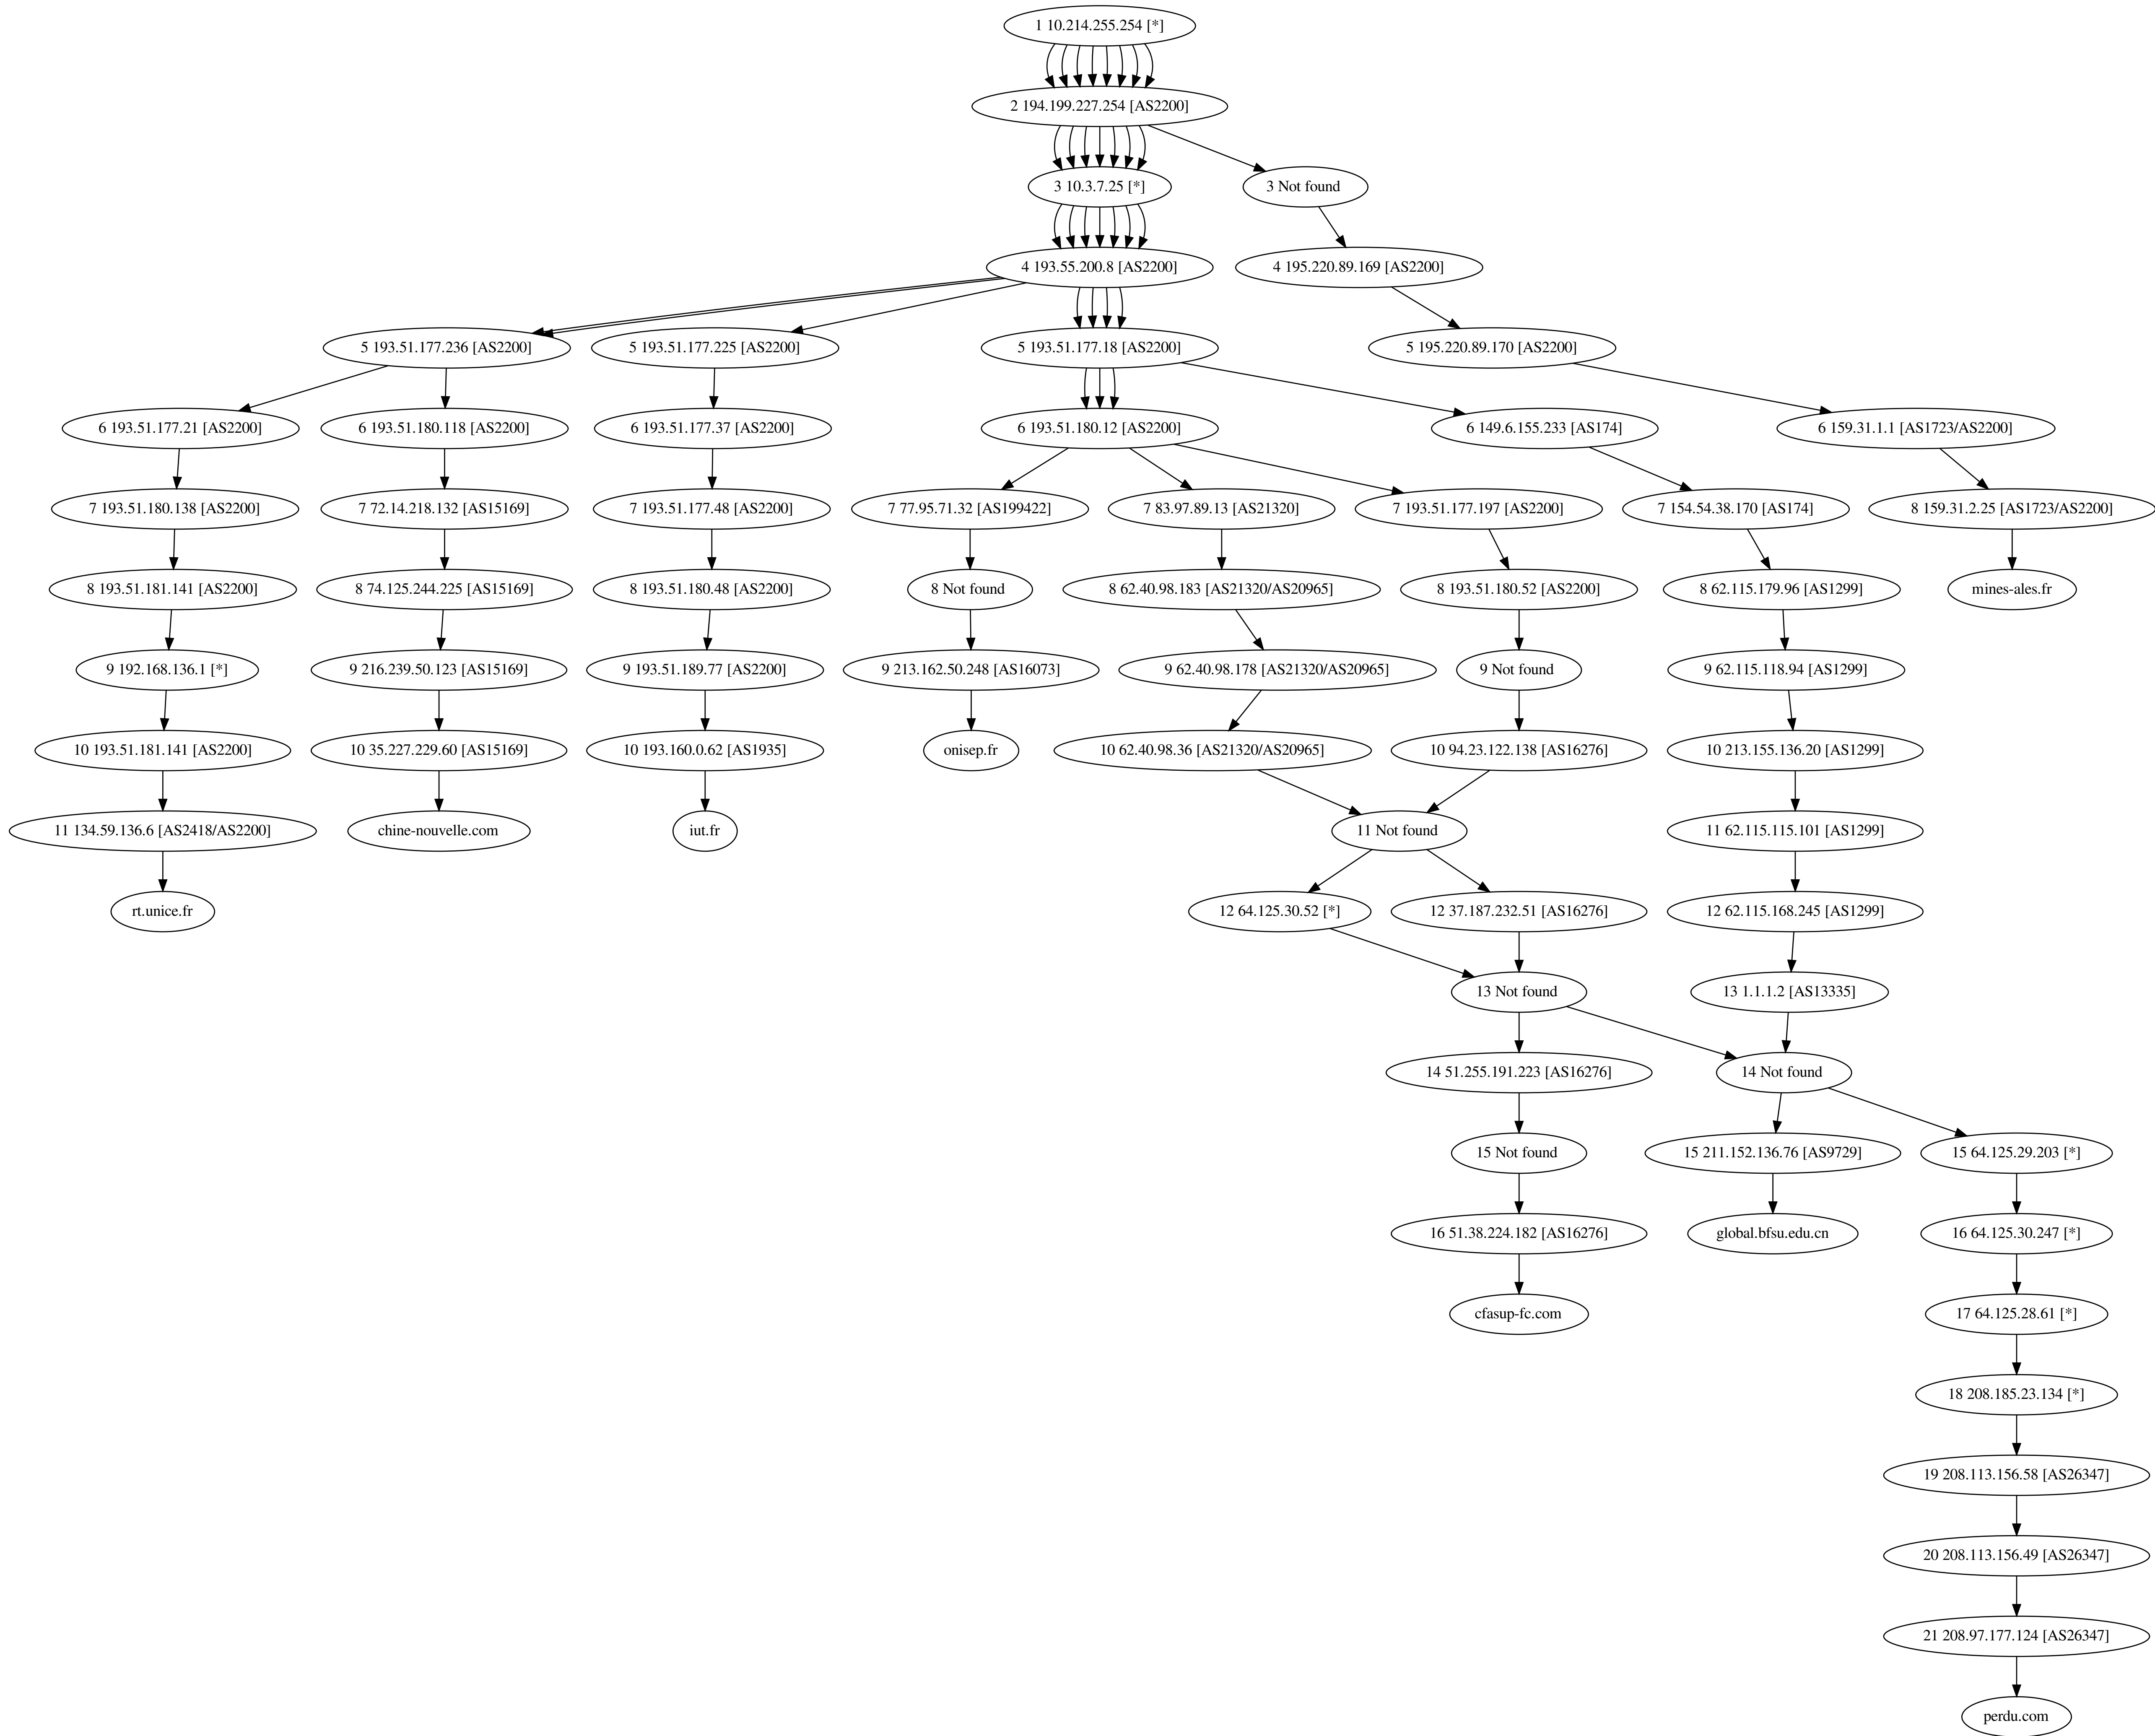 1 10.214.255.254 [*]
2 194.199.227.254 [AS2200]
3 10.3.7.25 [*]
3 Not found
4 193.55.200.8 [AS2200]
4 195.220.89.169 [AS2200]
5 193.51.177.236 [AS2200]
5 193.51.177.225 [AS2200]
5 193.51.177.18 [AS2200]
5 195.220.89.170 [AS2200]
6 193.51.177.21 [AS2200]
6 193.51.180.118 [AS2200]
6 193.51.177.37 [AS2200]
6 193.51.180.12 [AS2200]
6 149.6.155.233 [AS174]
6 159.31.1.1 [AS1723/AS2200]
7 193.51.180.138 [AS2200]
7 72.14.218.132 [AS15169]
7 193.51.177.48 [AS2200]
7 77.95.71.32 [AS199422]
7 83.97.89.13 [AS21320]
7 193.51.177.197 [AS2200]
7 154.54.38.170 [AS174]
8 159.31.2.25 [AS1723/AS2200]
8 193.51.181.141 [AS2200]
8 74.125.244.225 [AS15169]
8 193.51.180.48 [AS2200]
8 Not found
8 62.40.98.183 [AS21320/AS20965]
8 193.51.180.52 [AS2200]
8 62.115.179.96 [AS1299]
mines-ales.fr
9 192.168.136.1 [*]
9 216.239.50.123 [AS15169]
9 193.51.189.77 [AS2200]
9 213.162.50.248 [AS16073]
9 62.40.98.178 [AS21320/AS20965]
9 Not found
9 62.115.118.94 [AS1299]
10 193.51.181.141 [AS2200]
10 35.227.229.60 [AS15169]
10 193.160.0.62 [AS1935]
onisep.fr
10 62.40.98.36 [AS21320/AS20965]
10 94.23.122.138 [AS16276]
10 213.155.136.20 [AS1299]
11 134.59.136.6 [AS2418/AS2200]
chine-nouvelle.com
iut.fr
11 Not found
11 62.115.115.101 [AS1299]
rt.unice.fr
12 64.125.30.52 [*]
12 37.187.232.51 [AS16276]
12 62.115.168.245 [AS1299]
13 Not found
13 1.1.1.2 [AS13335]
14 51.255.191.223 [AS16276]
14 Not found
15 Not found
15 211.152.136.76 [AS9729]
15 64.125.29.203 [*]
16 51.38.224.182 [AS16276]
global.bfsu.edu.cn
16 64.125.30.247 [*]
cfasup-fc.com
17 64.125.28.61 [*]
18 208.185.23.134 [*]
19 208.113.156.58 [AS26347]
20 208.113.156.49 [AS26347]
21 208.97.177.124 [AS26347]
perdu.com